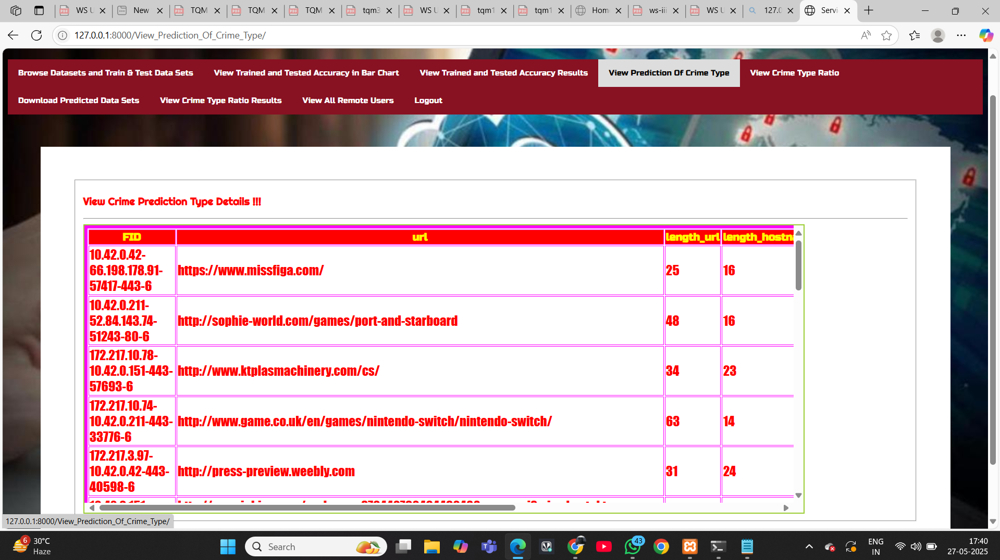 WS U
New
TQM
TQM
TQM
tqm3
WS U
tqm1
tqm1
Hom
ws-iii
WS U
127.0
Servi
127.0.0.1:8000/View_Prediction_Of_Crime_Type/
Browse Datasets and Train & Test Data Sets
View Trained and Tested Accuracy in Bar Chart
View Trained and Tested Accuracy Results
View Prediction Of Crime Type
View Crime Type Ratio
Download Predicted Data Sets
View Crime Type Ratio Results
View All Remote Users
Logout
View Crime Prediction Type Details !!!
FID
url
length_url
length_hostn
10.42.0.42-
66.198.178.91-
57417-443-6
https://www.missfiga.com/
25
16
10.42.0.211-
52.84.143.74-
51243-80-6
http://sophie-world.com/games/port-and-starboard
48
16
172.217.10.78-
10.42.0.151-443-
57693-6
http://www.ktplasmachinery.com/cs/
34
23
172.217.10.74-
10.42.0.211-443-
33776-6
http://www.game.co.uk/en/games/nintendo-switch/nintendo-switch/
63
14
172.217.3.97-
10.42.0.42-443-
40598-6
http://press-preview.weebly.com
31
24
127.0.0.1:8000/View_Prediction_Of_Crime_Type/
6
30°C
Haze
Search
43
ENG
IN
17:40
27-05-2025